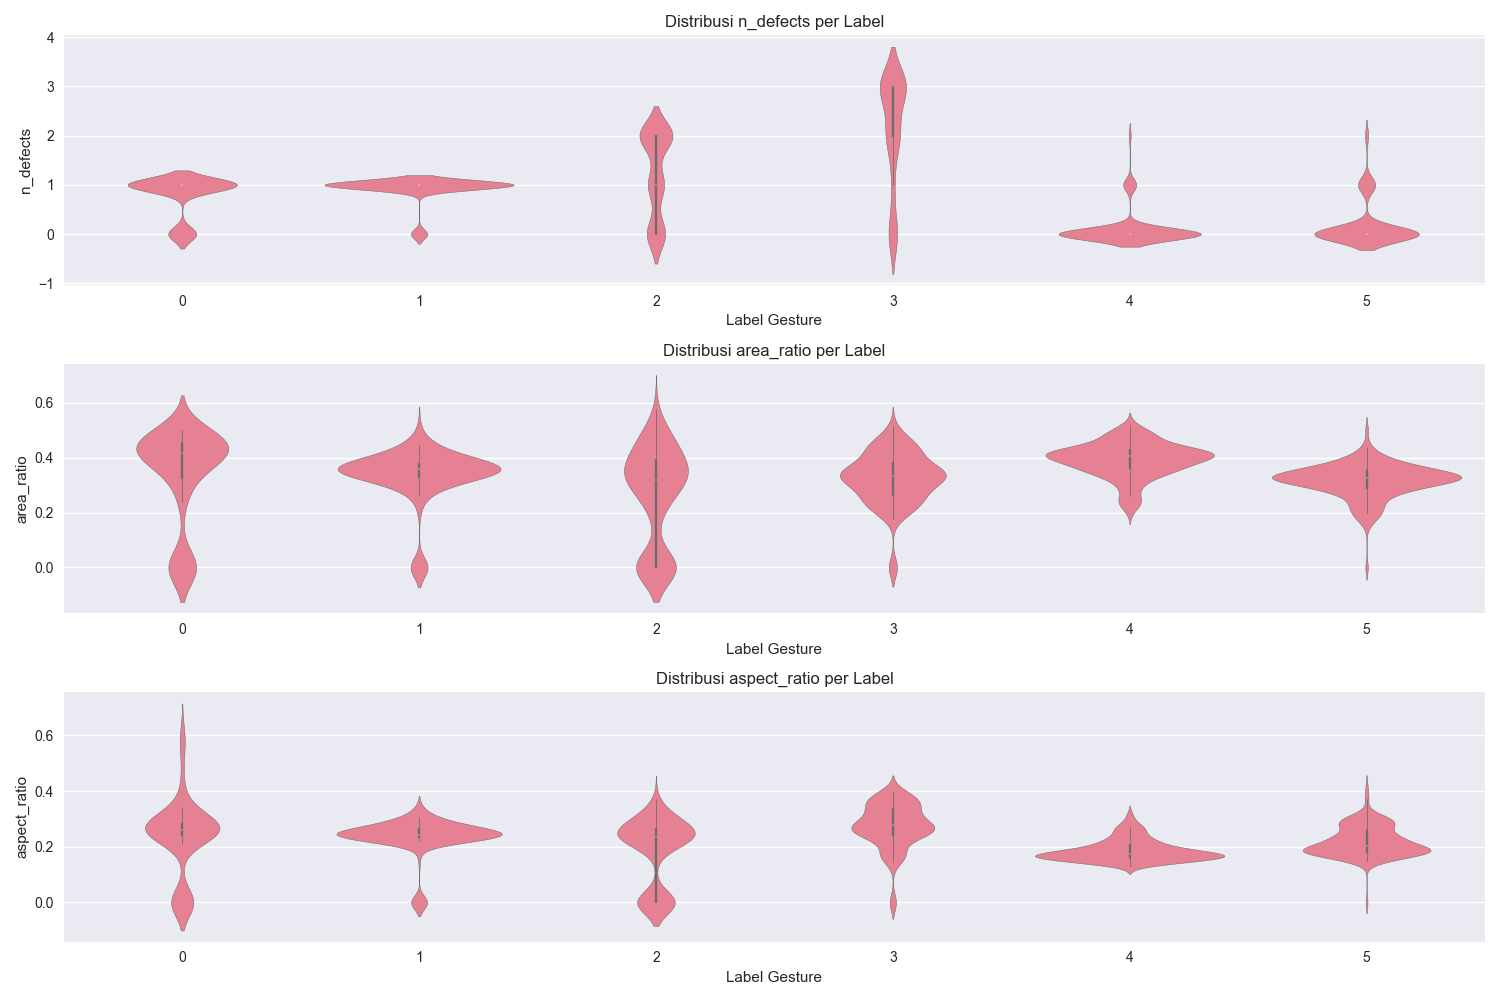 Distribusi n_defects per Label
n_defects
4
3
2
1
0
−1
0 1 2 3 4 5
Label Gesture
Distribusi area_ratio per Label
area_ratio
0.6
0.4
0.2
0.0
0 1 2 3 4 5
Label Gesture
Distribusi aspect_ratio per Label
aspect_ratio
0.6
0.4
0.2
0.0
0 1 2 3 4 5
Label Gesture